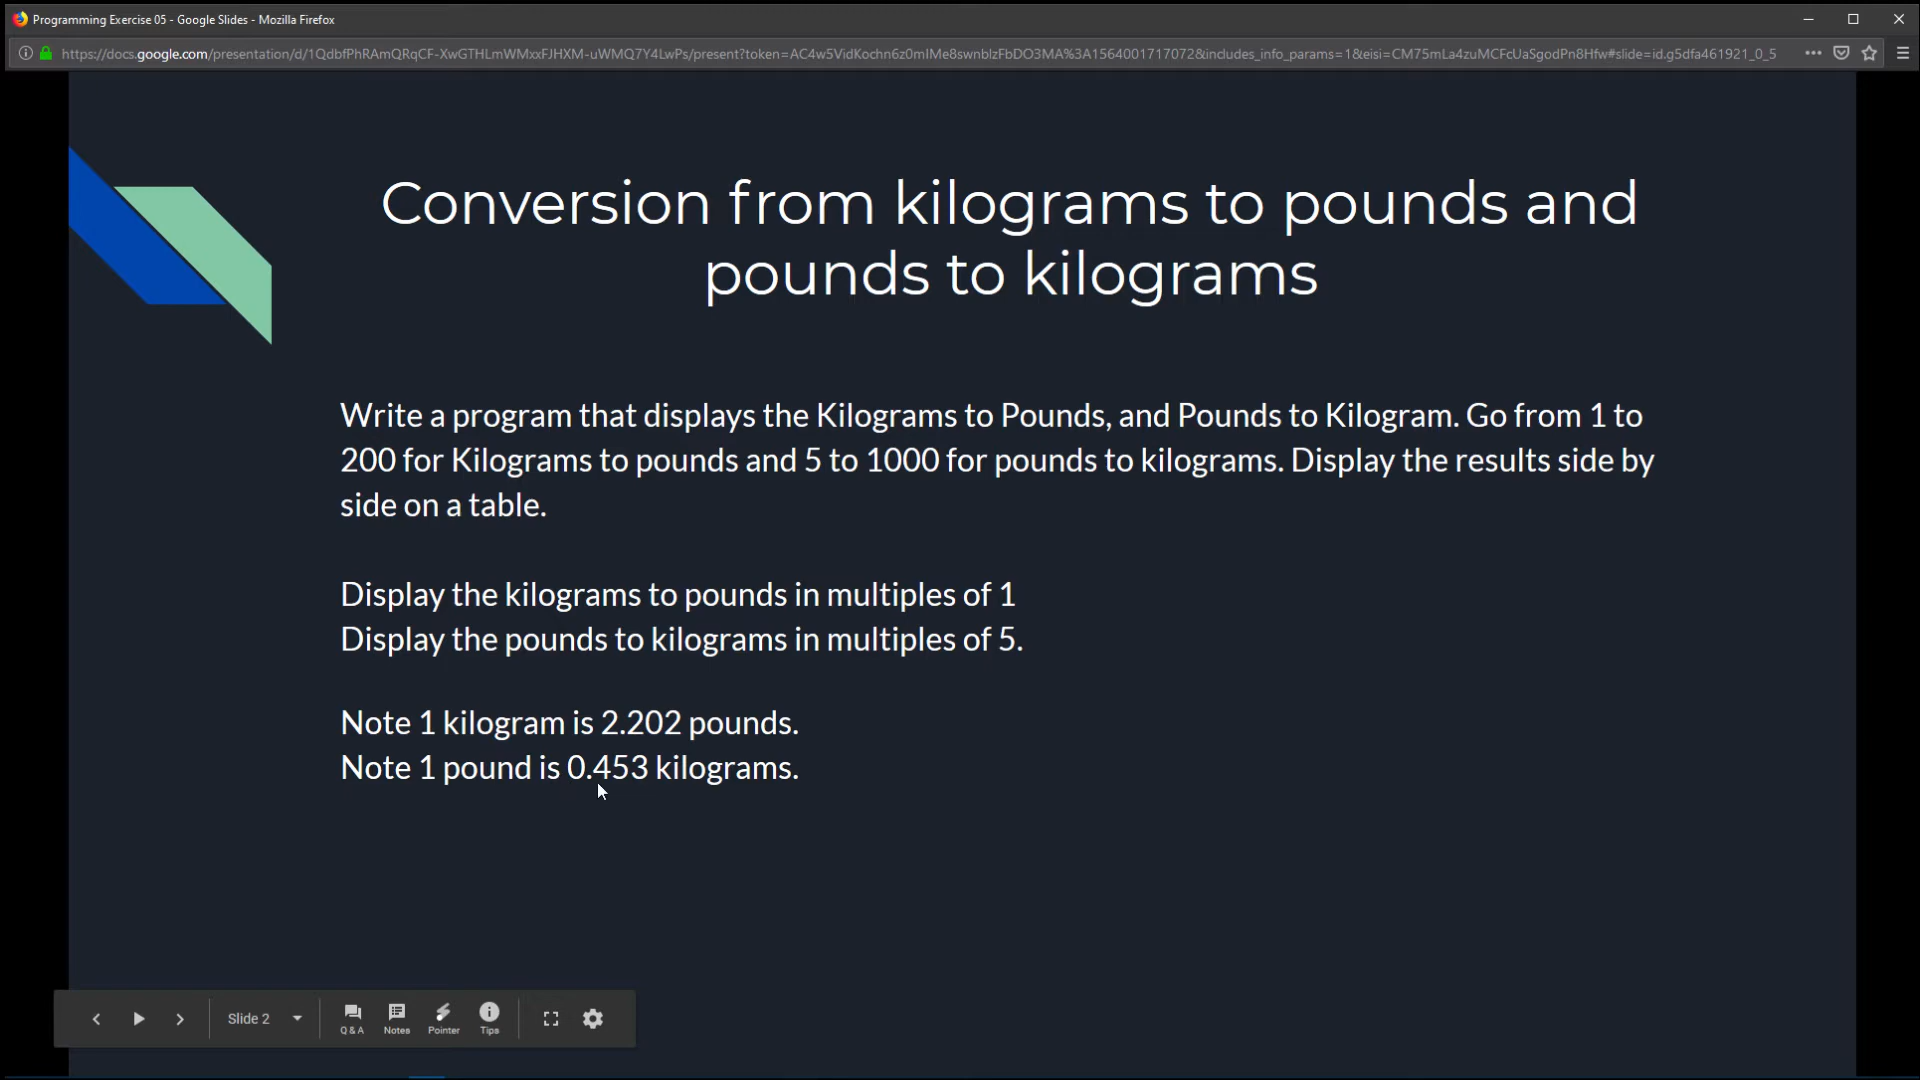 Programming Exercise 05 - Google Slides - Mozilla Firefox
https://docs.google.com/presentation/d/1QdbfPhRAmQRqCF-XwGTHLmWMxxFJHXM-uWMQ7Y4LwPs/present?token=AC4w5VidKochn6z0mIMe8swnblzFbDO3MA%3A1564001717072&includes_info_params=1&eisi=CM75mLa4zuMCFcUaSgodPn8Hfw#slide=id.g5dfa461921_0_5
Conversion from kilograms to pounds and
pounds to kilograms
Write a program that displays the Kilograms to Pounds, and Pounds to Kilogram. Go from 1 to
200 for Kilograms to pounds and 5 to 1000 for pounds to kilograms. Display the results side by
side on a table.
Display the kilograms to pounds in multiples of 1
Display the pounds to kilograms in multiples of 5.
Note 1 kilogram is 2.202 pounds.
Note 1 pound is 0.453 kilograms.
Slide 2
Q & A
Notes
Pointer
Tips